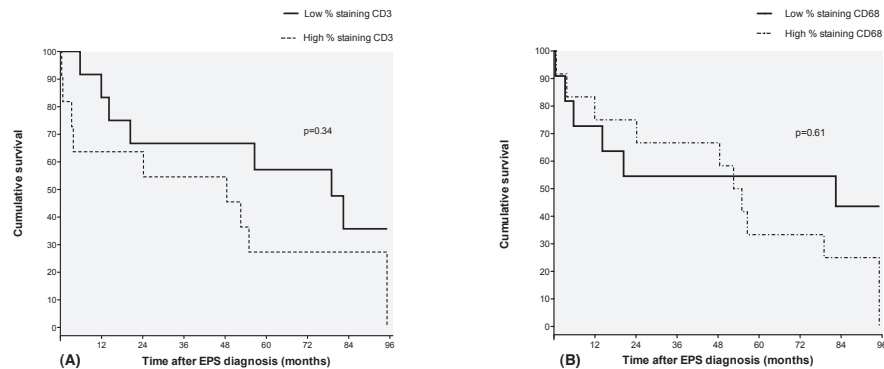 Low % staining CD3
High % staining CD3
100
90
80
70
60
50
40
30
20
10
0
Cumulative survival
p=0.34
12 24 36 48 60 72 84 96
Time after EPS diagnosis (months)
(A)
Low % staining CD68
High % staining CD68
100
90
80
70
60
50
40
30
20
10
0
Cumulative survival
p=0.61
12 24 36 48 60 72 84 96
Time after EPS diagnosis (months)
(B)